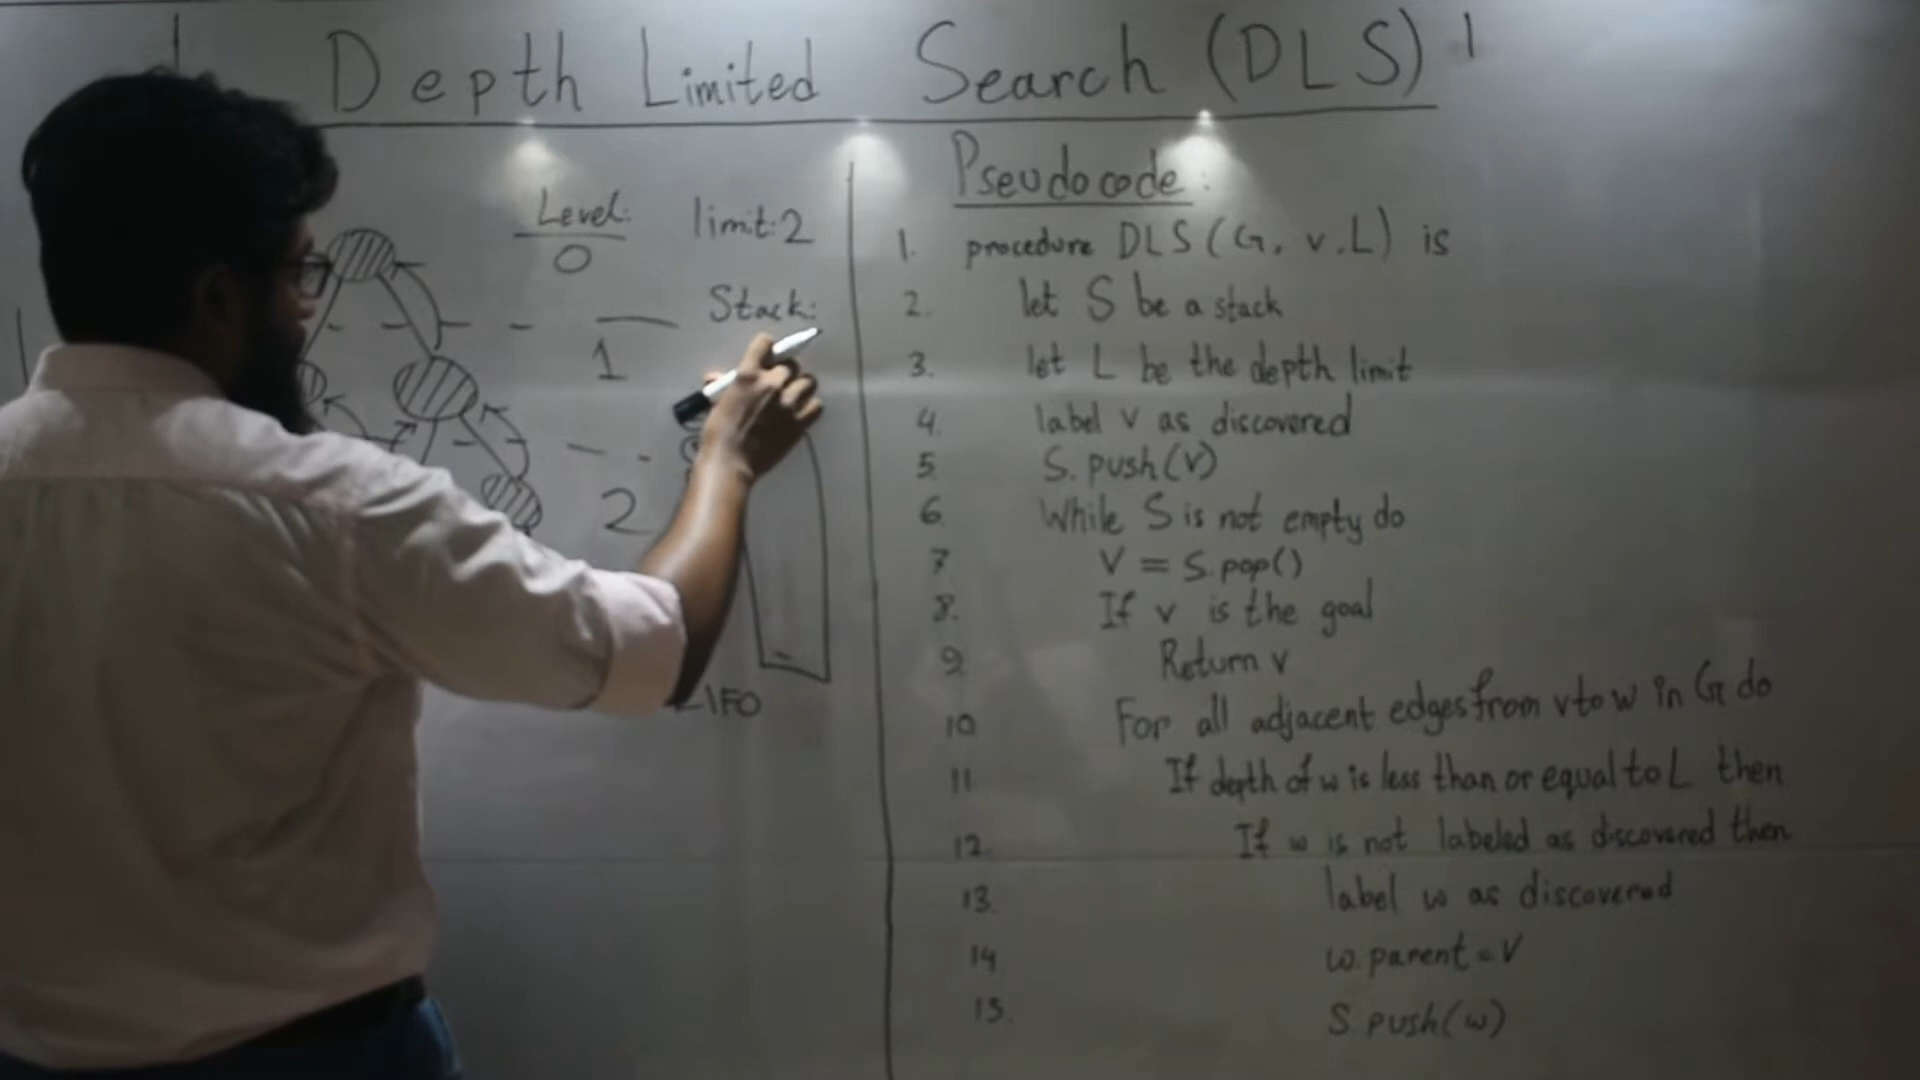 Depth Limited Search (DLS)
Level:
0
limit:2
Stack:
1
2
LIFO
Pseudocode:
1. procedure DLS(G, v, L) is
2. let S be a stack
3. let L be the depth limit
4. label v as discovered
5. S.push(v)
6. While S is not empty do
7. v = S.pop()
8. If v is the goal
9. Return v
10 For all adjacent edges from v to w in G do
11 If depth of w is less than or equal to L then
12. If w is not labeled as discovered then
13. label w as discovered
14 w.parent = v
15. S push(w)